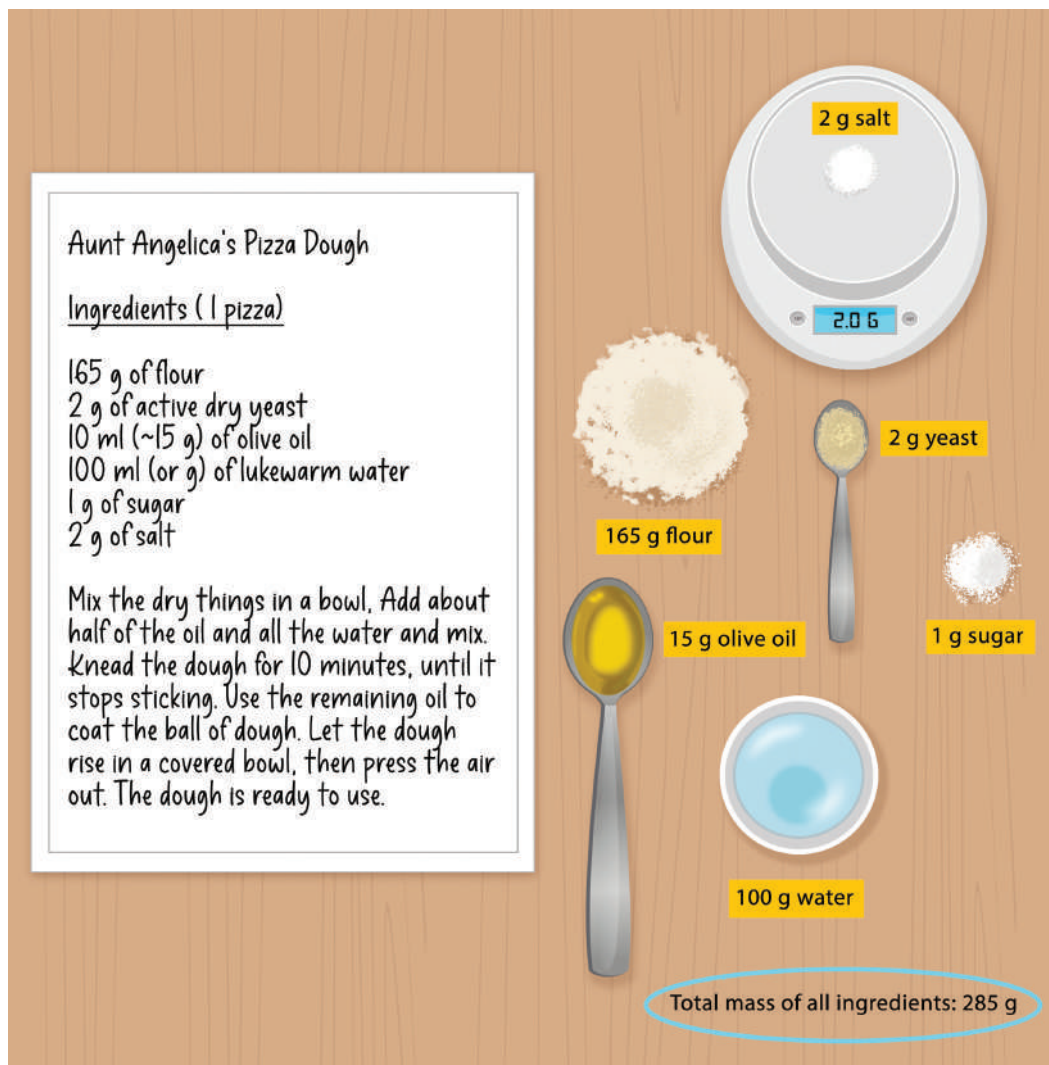 Aunt Angelica's Pizza Dough
Ingredients ( 1 pizza)
165 g of flour
2 g of active dry yeast
10 ml (~15 g) of olive oil
100 ml (or g) of lukewarm water
1 g of sugar
2 g of salt
Mix the dry things in a bowl, Add about
half of the oil and all the water and mix.
Knead the dough for 10 minutes, until it
stops sticking. Use the remaining oil to
coat the ball of dough. Let the dough
rise in a covered bowl, then press the air
out. The dough is ready to use.
2 g salt
2.0 G
2 g yeast
165 g flour
1 g sugar
15 g olive oil
100 g water
Total mass of all ingredients: 285 g